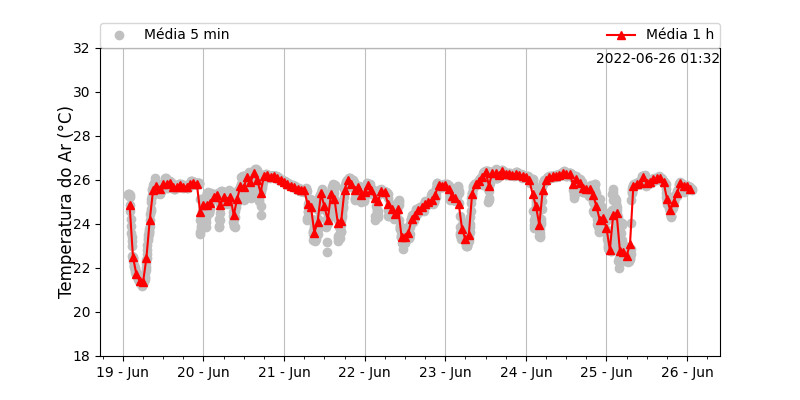 Média 5 min
Média 1 h
2022-06-26 01:32
Temperatura do Ar (°C)
32
30
28
26
24
22
20
18
19 - Jun
20 - Jun
21 - Jun
22 - Jun
23 - Jun
24 - Jun
25 - Jun
26 - Jun